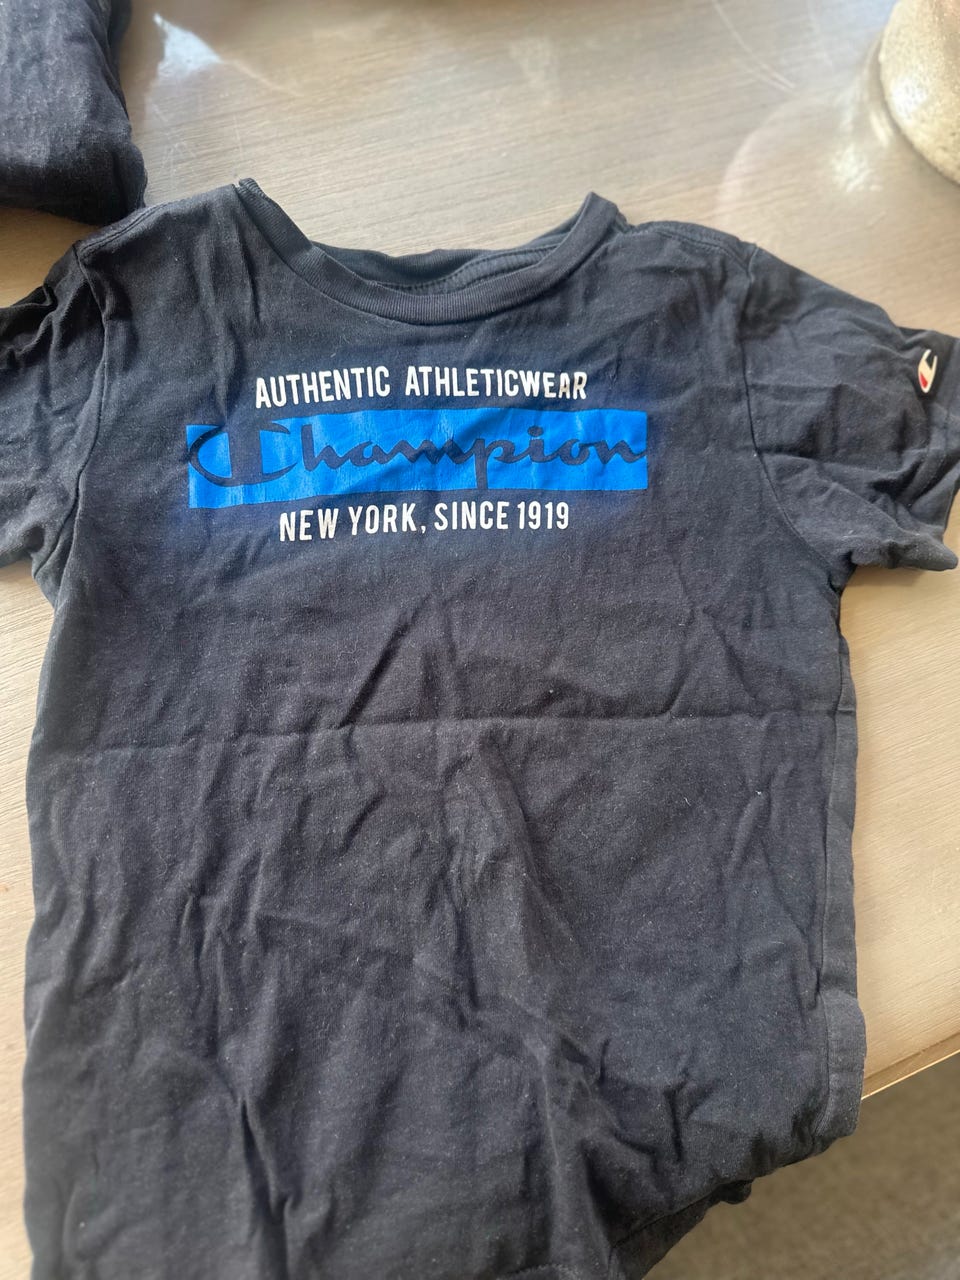 AUTHENTIC ATHLETICWEAR
Champion
NEW YORK, SINCE 1919